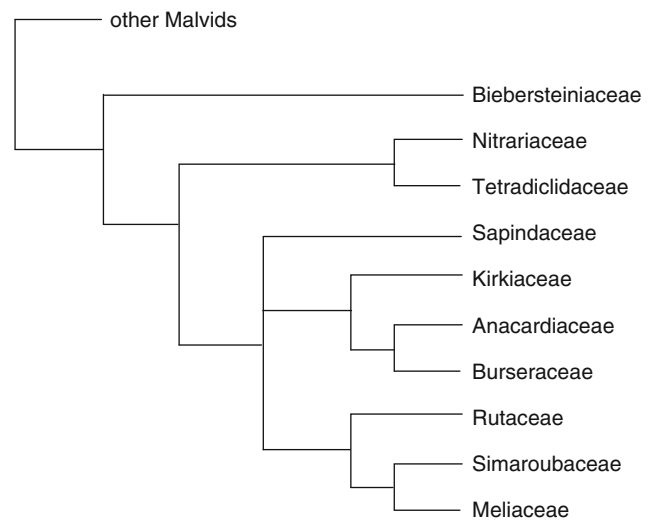 other Malvids
Biebersteiniaceae
Nitrariaceae
Tetradiclidaceae
Sapindaceae
Kirkiaceae
Anacardiaceae
Burseraceae
Rutaceae
Simaroubaceae
Meliaceae